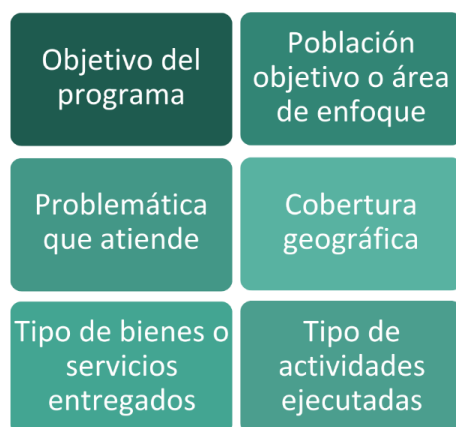 Objetivo del
programa
Población
objetivo o área
de enfoque
Problemática
que atiende
Cobertura
geográfica
Tipo de bienes o
servicios
entregados
Tipo de
actividades
ejecutadas